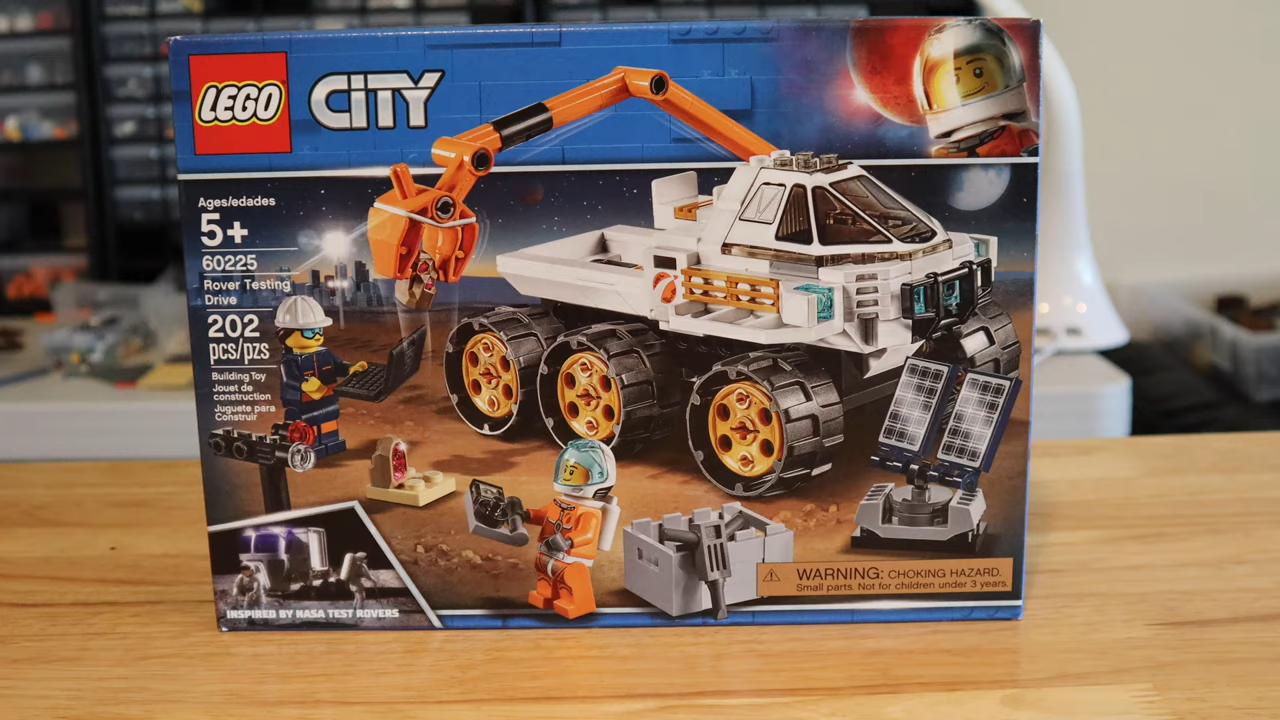 LEGO
CITY
Ages/edades
5+
60225
Rover Testing
Drive
202
pcs/pzs
Building Toy
Jouet de
construction
Juguete para
Construir
INSPIRED BY NASA TEST ROVERS
WARNING: CHOKING HAZARD.
Small parts. Not for children under 3 years.